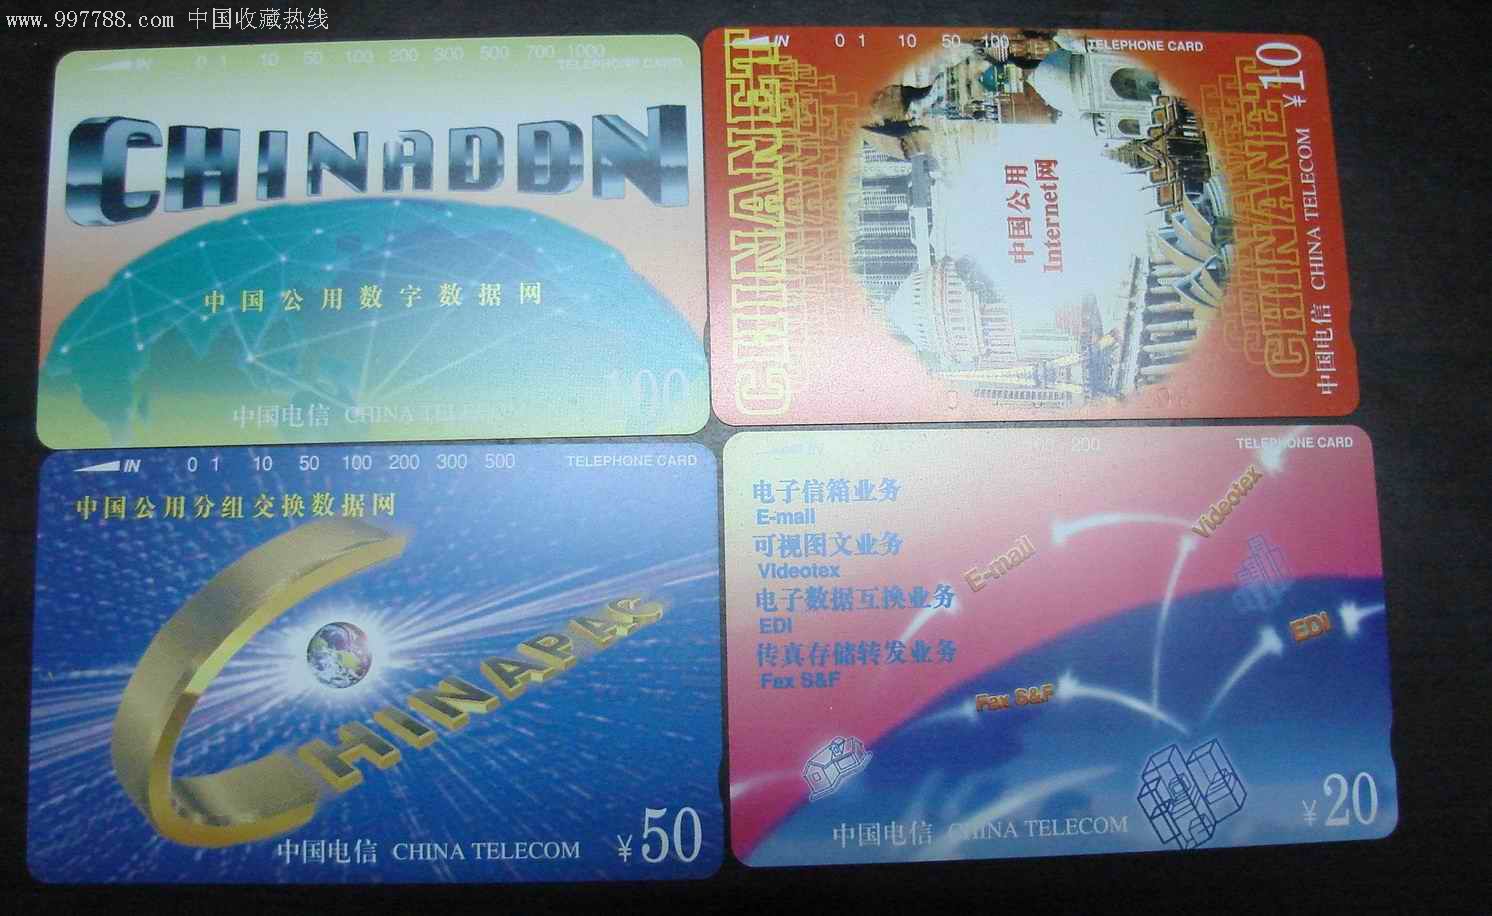 www.997788.com 中国收藏热线
IN 0 1 10 50 100 200 300 500 700 1000
TELEPHONE CARD
CHINADDN
中国公用数字数据网
100
中国电信 CHINA TELECOM
IN 0 1 10 50 100 TELEPHONE CARD
CHINANET
中国公用
Internet网
CHINANET
¥10
中国电信 CHINA TELECOM
IN 0 1 10 50 100 200 300 500 TELEPHONE CARD
中国公用分组交换数据网
CHINAPAC
中国电信 CHINA TELECOM ¥50
IN 100 200 TELEPHONE CARD
电子信箱业务
E-mail
可视图文业务
Videotex
电子数据互换业务
EDI
传真存储转发业务
Fax S&F
Videotex
E-mail
EDI
Fax S&F
中国电信 CHINA TELECOM ¥20